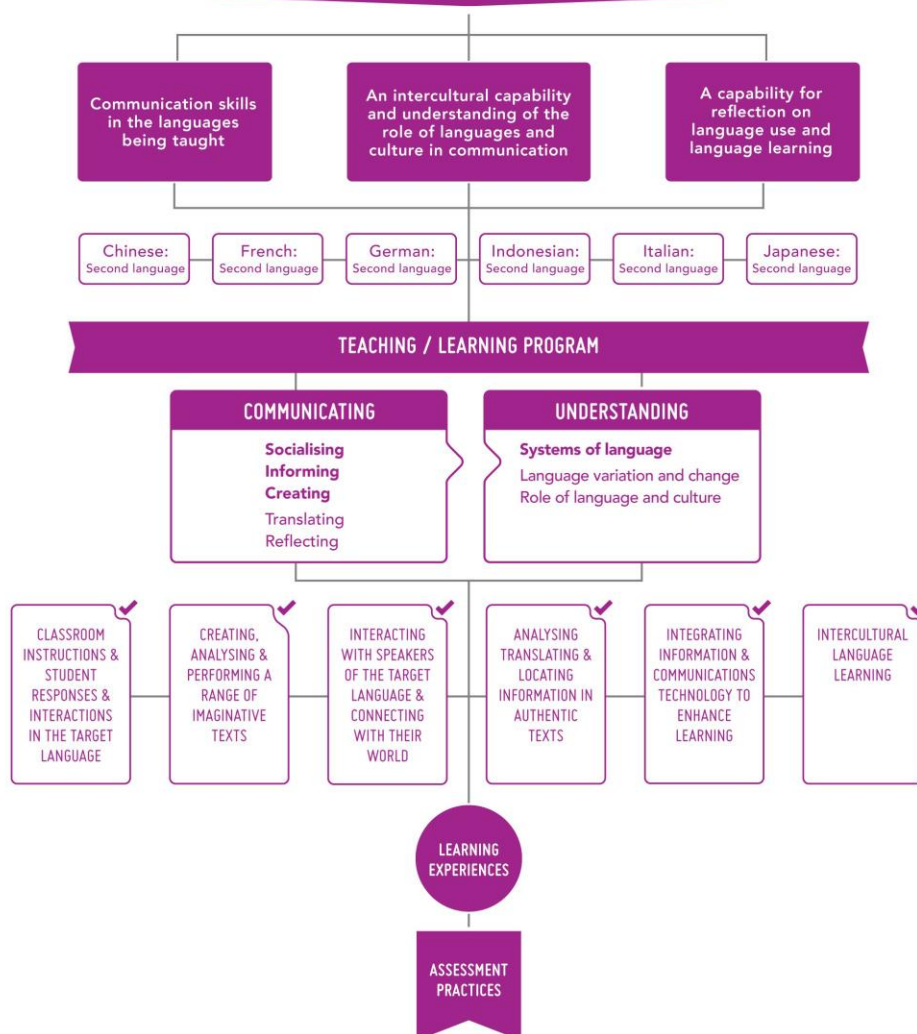 Communication skills
in the languages
being taught
An intercultural capability
and understanding of the
role of languages and
culture in communication
A capability for
reflection on
language use and
language learning
Chinese:
Second language
French:
Second language
German:
Second language
Indonesian:
Second language
Italian:
Second language
Japanese:
Second language
TEACHING / LEARNING PROGRAM
COMMUNICATING
Socialising
Informing
Creating
Translating
Reflecting
UNDERSTANDING
Systems of language
Language variation and change
Role of language and culture
CLASSROOM
INSTRUCTIONS &
STUDENT
RESPONSES &
INTERACTIONS
IN THE TARGET
LANGUAGE
CREATING,
ANALYSING &
PERFORMING A
RANGE OF
IMAGINATIVE
TEXTS
INTERACTING
WITH SPEAKERS
OF THE TARGET
LANGUAGE &
CONNECTING
WITH THEIR
WORLD
ANALYSING
TRANSLATING &
LOCATING
INFORMATION IN
AUTHENTIC
TEXTS
INTEGRATING
INFORMATION &
COMMUNICATIONS
TECHNOLOGY TO
ENHANCE
LEARNING
INTERCULTURAL
LANGUAGE
LEARNING
LEARNING
EXPERIENCES
ASSESSMENT
PRACTICES